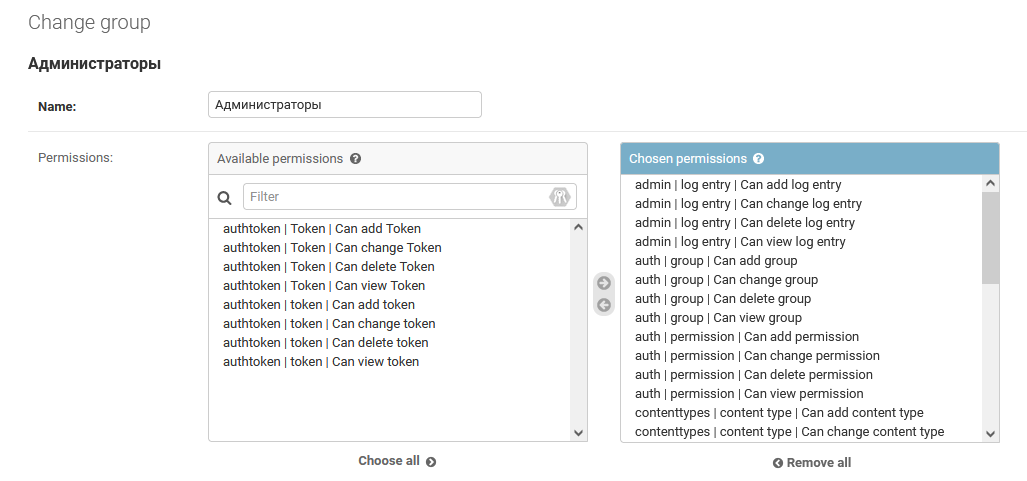 Change group
Администраторы
Name: Администраторы
Permissions:
Available permissions ?
Filter
authtoken | Token | Can add Token
authtoken | Token | Can change Token
authtoken | Token | Can delete Token
authtoken | Token | Can view Token
authtoken | token | Can add token
authtoken | token | Can change token
authtoken | token | Can delete token
authtoken | token | Can view token
Choose all
Chosen permissions ?
admin | log entry | Can add log entry
admin | log entry | Can change log entry
admin | log entry | Can delete log entry
admin | log entry | Can view log entry
auth | group | Can add group
auth | group | Can change group
auth | group | Can delete group
auth | group | Can view group
auth | permission | Can add permission
auth | permission | Can change permission
auth | permission | Can delete permission
auth | permission | Can view permission
contenttypes | content type | Can add content type
contenttypes | content type | Can change content type
Remove all